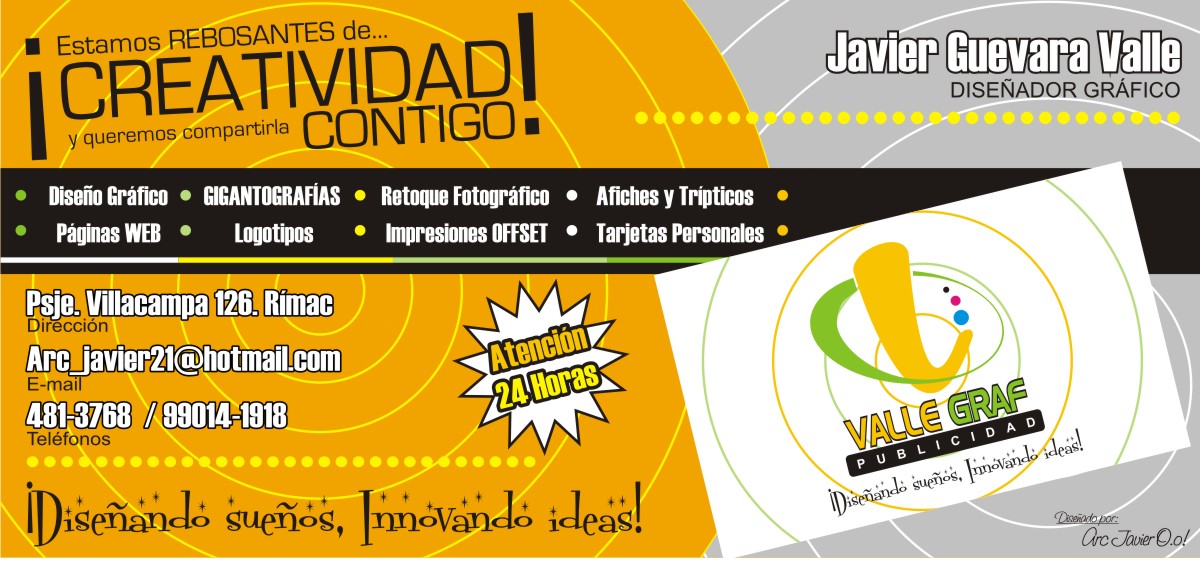 Estamos REBOSANTES de...
¡CREATIVIDAD
y queremos compartirla CONTIGO!
Javier Guevara Valle
DISEÑADOR GRÁFICO
Diseño Gráfico GIGANTOGRAFÍAS Retoque Fotográfico Afiches y Trípticos
Páginas WEB Logotipos Impresiones OFFSET Tarjetas Personales
Psje. Villacampa 126. Rímac
Dirección
Arc_javier21@hotmail.com
E-mail
481-3768 / 99014-1918
Teléfonos
Atención
24 Horas
¡Diseñando sueños, Innovando ideas!
VALLE GRAF
PUBLICIDAD
¡Diseñando sueños, Innovando ideas!
Diseñado por:
Arc Javier O.o!